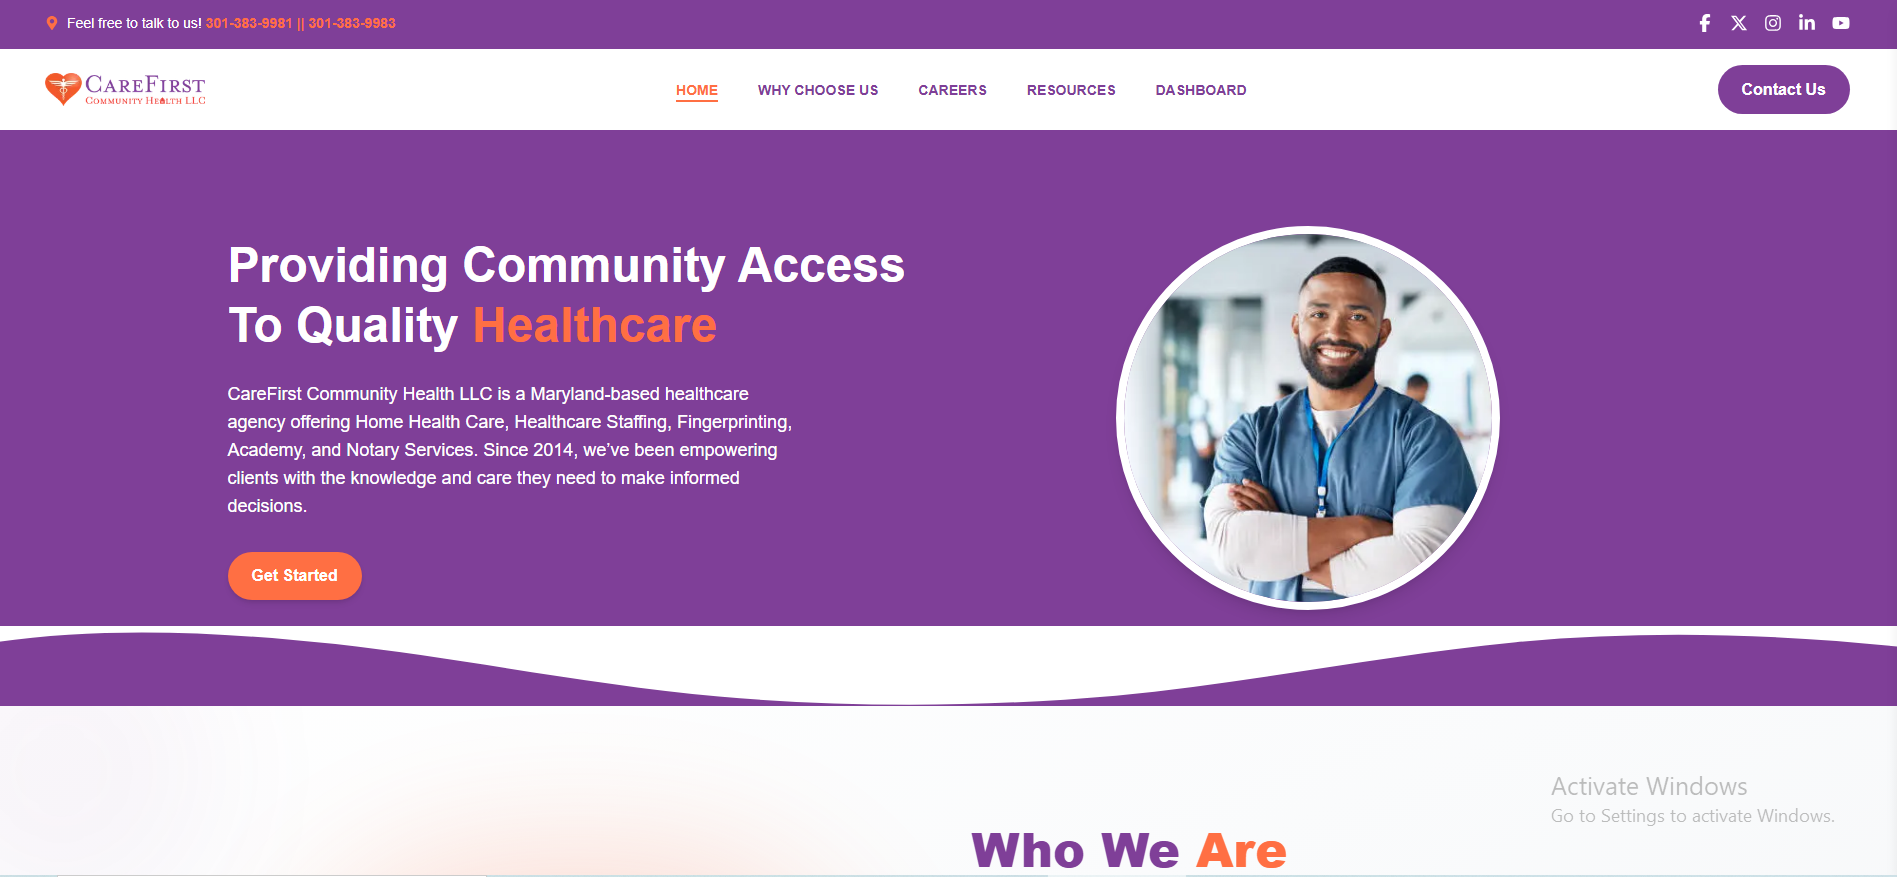 Feel free to talk to us! 301-383-9981 || 301-383-9983
CAREFIRST
COMMUNITY HEALTH LLC
HOME
WHY CHOOSE US
CAREERS
RESOURCES
DASHBOARD
Contact Us
Providing Community Access
To Quality Healthcare
CareFirst Community Health LLC is a Maryland-based healthcare
agency offering Home Health Care, Healthcare Staffing, Fingerprinting,
Academy, and Notary Services. Since 2014, we’ve been empowering
clients with the knowledge and care they need to make informed
decisions.
Get Started
Activate Windows
Go to Settings to activate Windows.
Who We Are